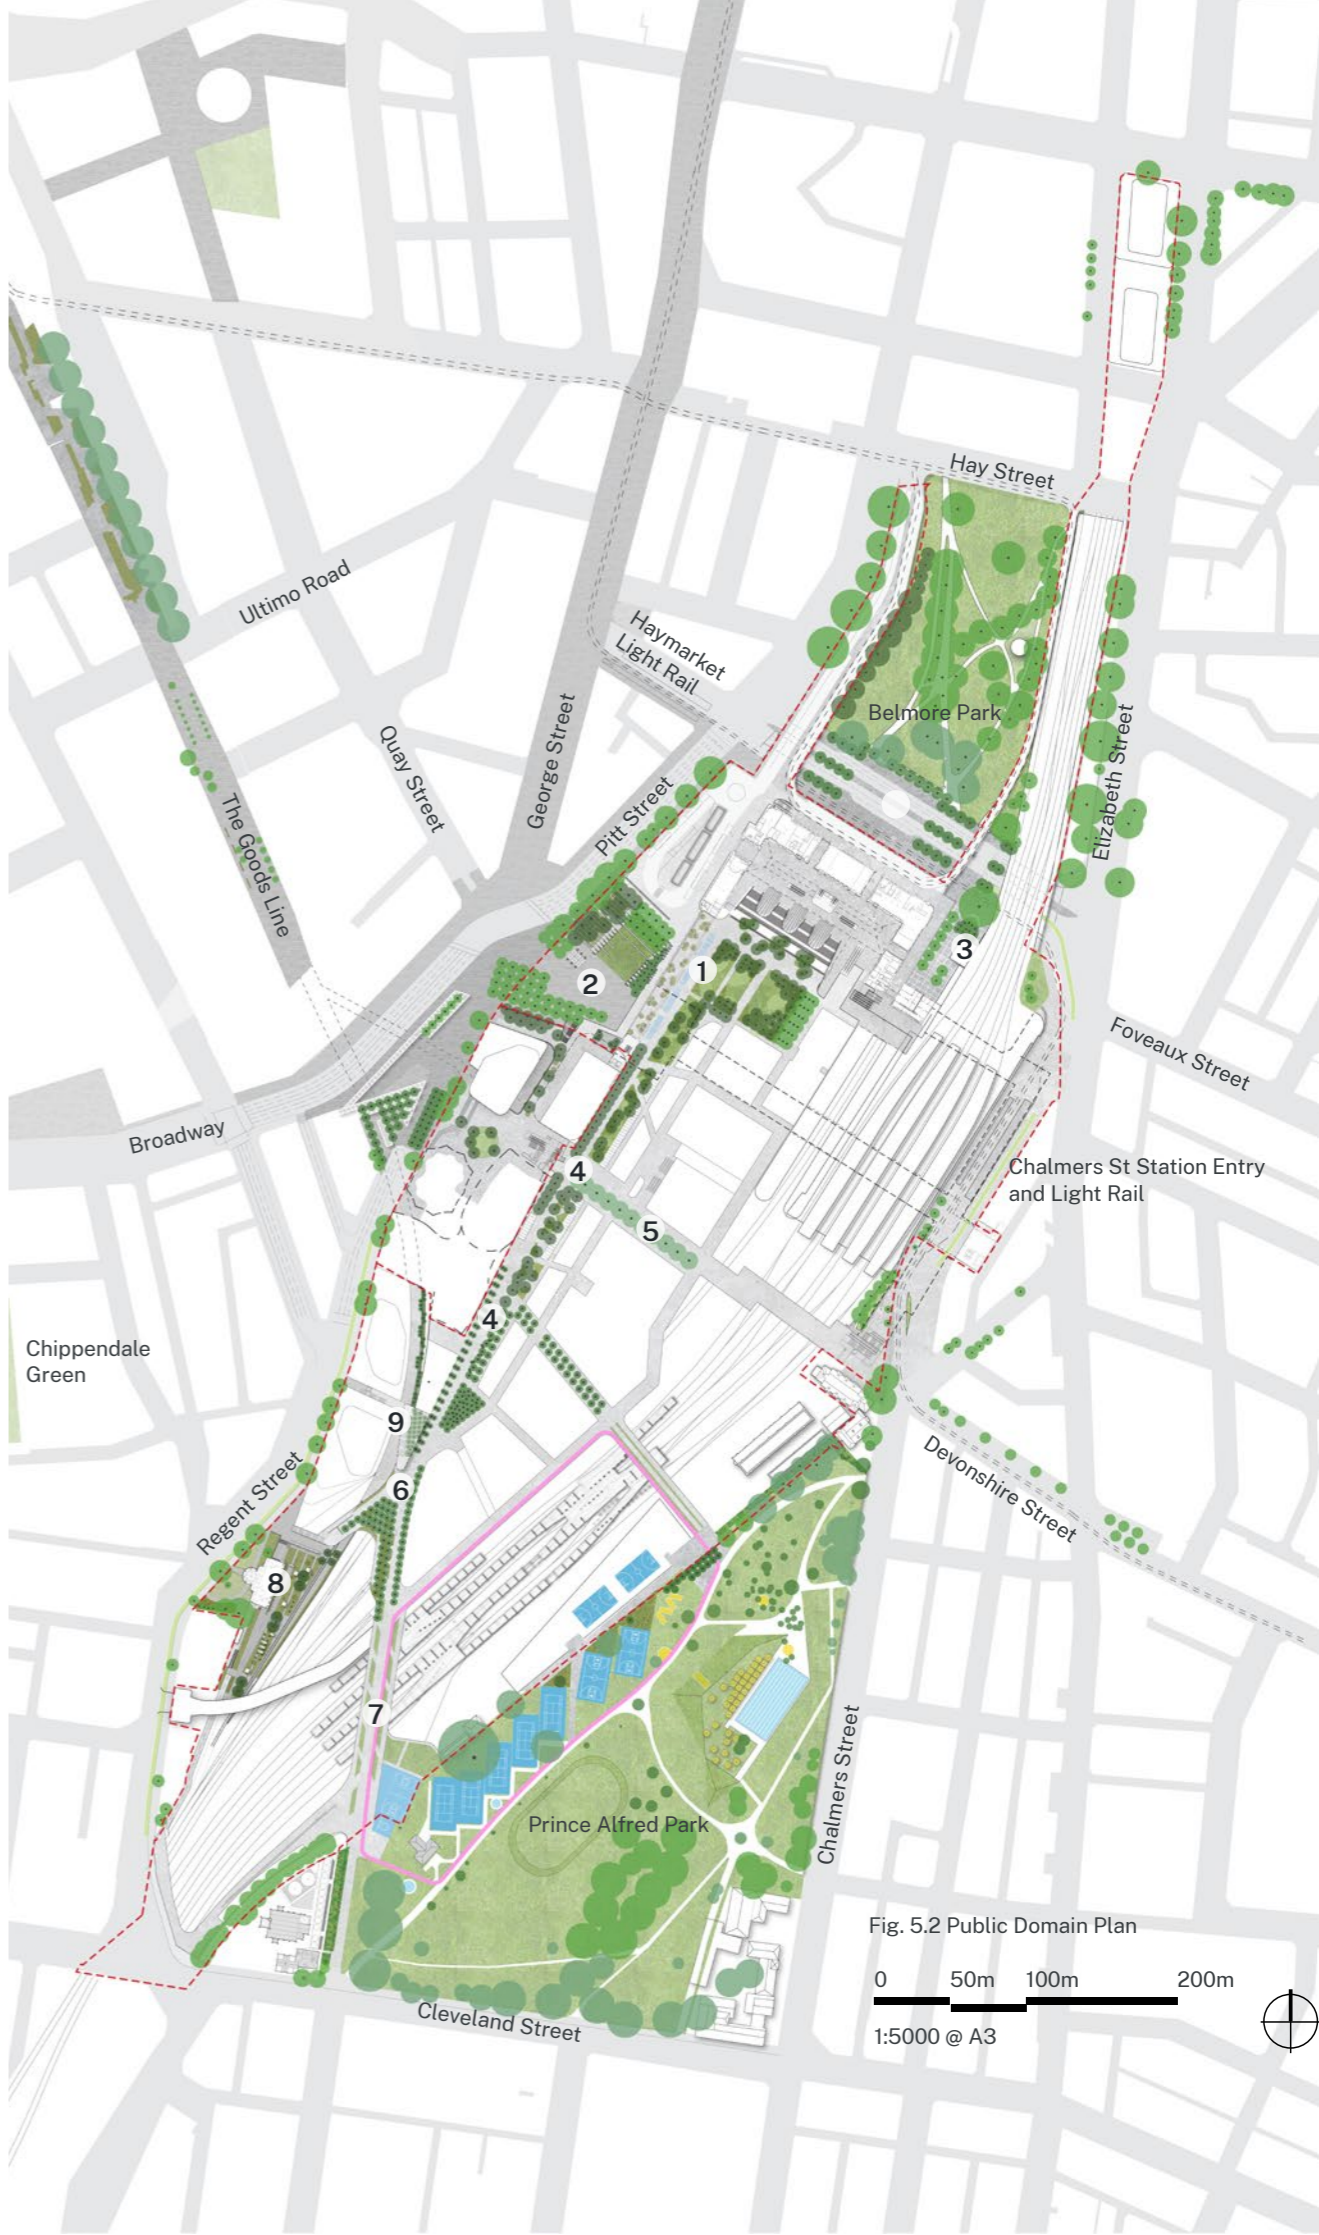 Hay Street
Ultimo Road
Haymarket
Light Rail
Belmore Park
Quay Street
George Street
Elizabeth Street
The Goods Line
Pitt Street
3
1
2
Foveaux Street
Broadway
Chalmers St Station Entry
and Light Rail
4
5
4
Chippendale
Green
9
Devonshire Street
6
Regent Street
8
7
Chalmers Street
Prince Alfred Park
Fig. 5.2 Public Domain Plan
0 50m 100m 200m
Cleveland Street
1:5000 @ A3